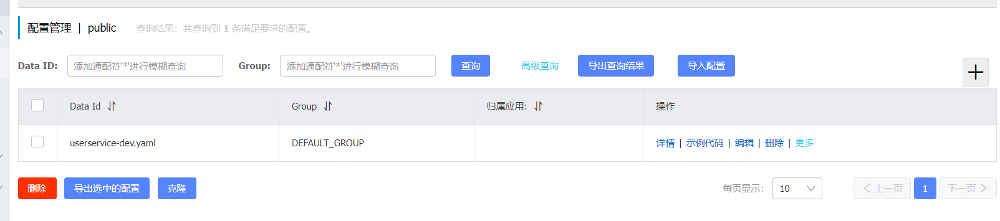 配置管理 | public 查询结果：共查询到 1 条满足要求的配置。
Data ID: 添加通配符'*'进行模糊查询 Group: 添加通配符'*'进行模糊查询 查询 高级查询 导出查询结果 导入配置
Data Id Group 归属应用: 操作
userservice-dev.yaml DEFAULT_GROUP 详情 | 示例代码 | 编辑 | 删除 | 更多
删除 导出选中的配置 克隆 每页显示: 10 上一页 1 下一页